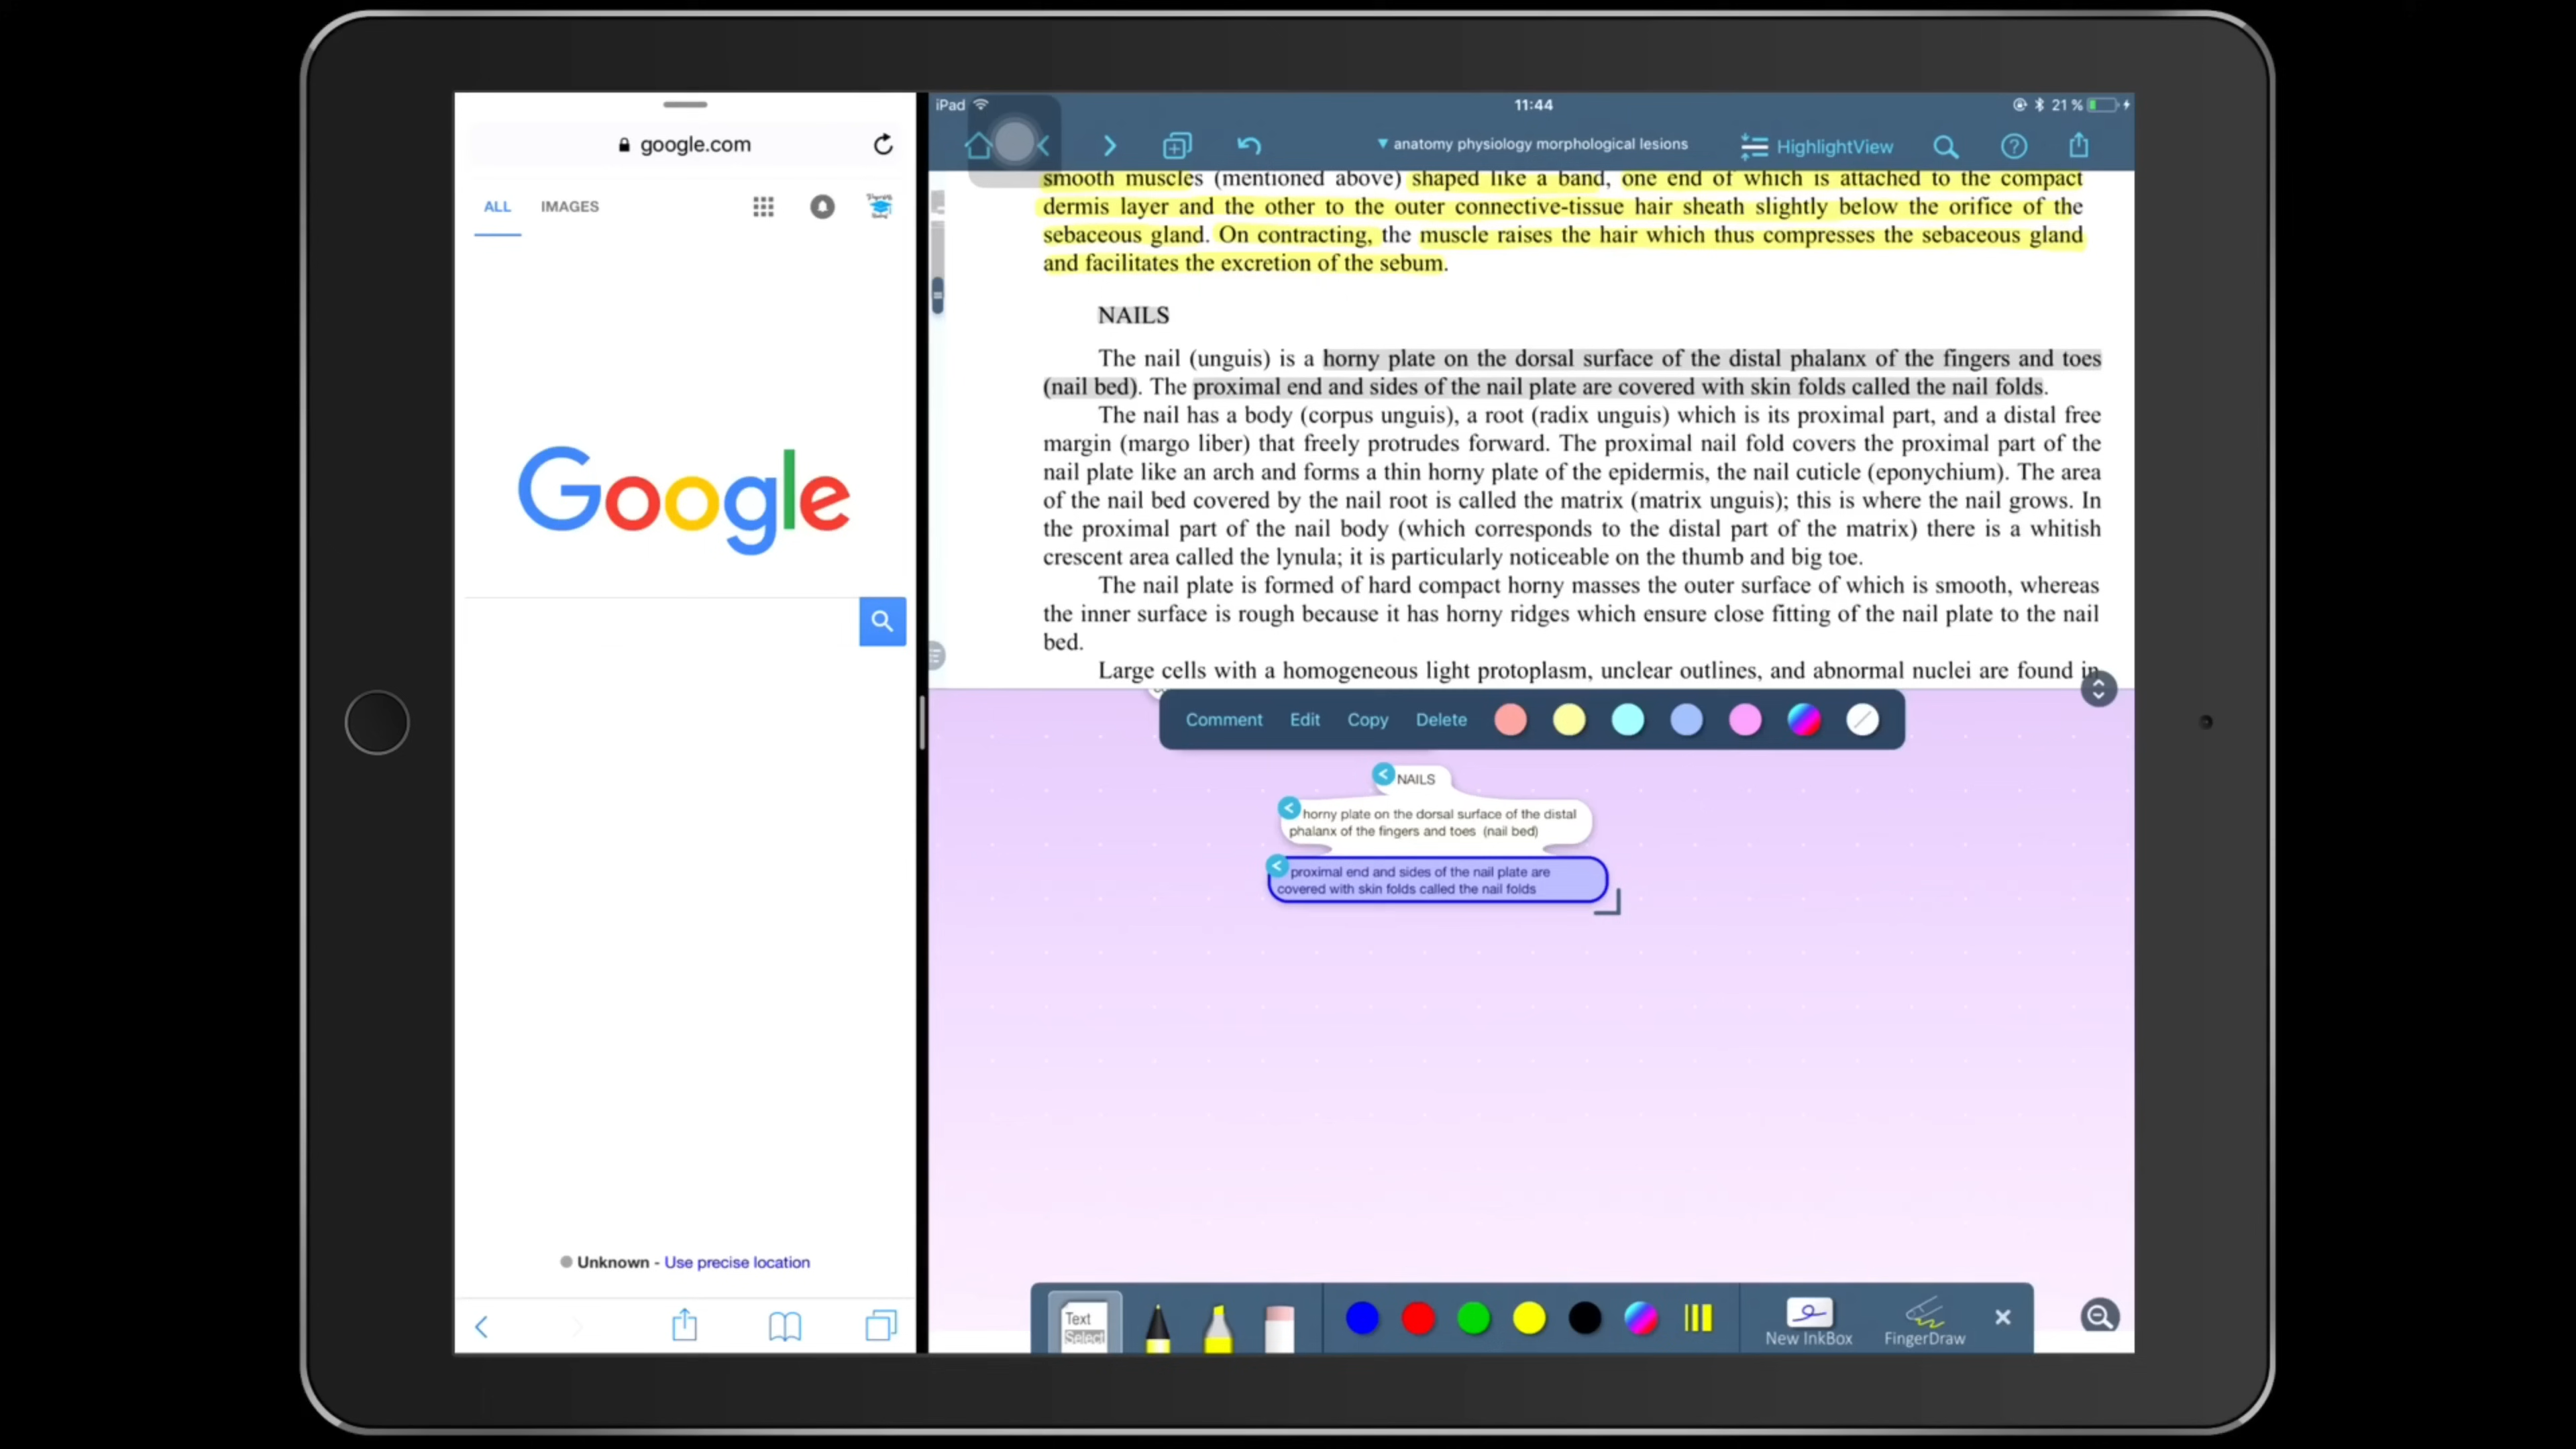 google.com
ALL IMAGES
Google
Unknown - Use precise location
iPad 11:44 21 %
▼ anatomy physiology morphological lesions HighlightView
smooth muscles (mentioned above) shaped like a band, one end of which is attached to the compact
dermis layer and the other to the outer connective-tissue hair sheath slightly below the orifice of the
sebaceous gland. On contracting, the muscle raises the hair which thus compresses the sebaceous gland
and facilitates the excretion of the sebum.
NAILS
The nail (unguis) is a horny plate on the dorsal surface of the distal phalanx of the fingers and toes
(nail bed). The proximal end and sides of the nail plate are covered with skin folds called the nail folds.
The nail has a body (corpus unguis), a root (radix unguis) which is its proximal part, and a distal free
margin (margo liber) that freely protrudes forward. The proximal nail fold covers the proximal part of the
nail plate like an arch and forms a thin horny plate of the epidermis, the nail cuticle (eponychium). The area
of the nail bed covered by the nail root is called the matrix (matrix unguis); this is where the nail grows. In
the proximal part of the nail body (which corresponds to the distal part of the matrix) there is a whitish
crescent area called the lynula; it is particularly noticeable on the thumb and big toe.
The nail plate is formed of hard compact horny masses the outer surface of which is smooth, whereas
the inner surface is rough because it has horny ridges which ensure close fitting of the nail plate to the nail
bed.
Large cells with a homogeneous light protoplasm, unclear outlines, and abnormal nuclei are found in
Comment Edit Copy Delete
NAILS
horny plate on the dorsal surface of the distal
phalanx of the fingers and toes (nail bed)
proximal end and sides of the nail plate are
covered with skin folds called the nail folds
Text
Select
New InkBox FingerDraw